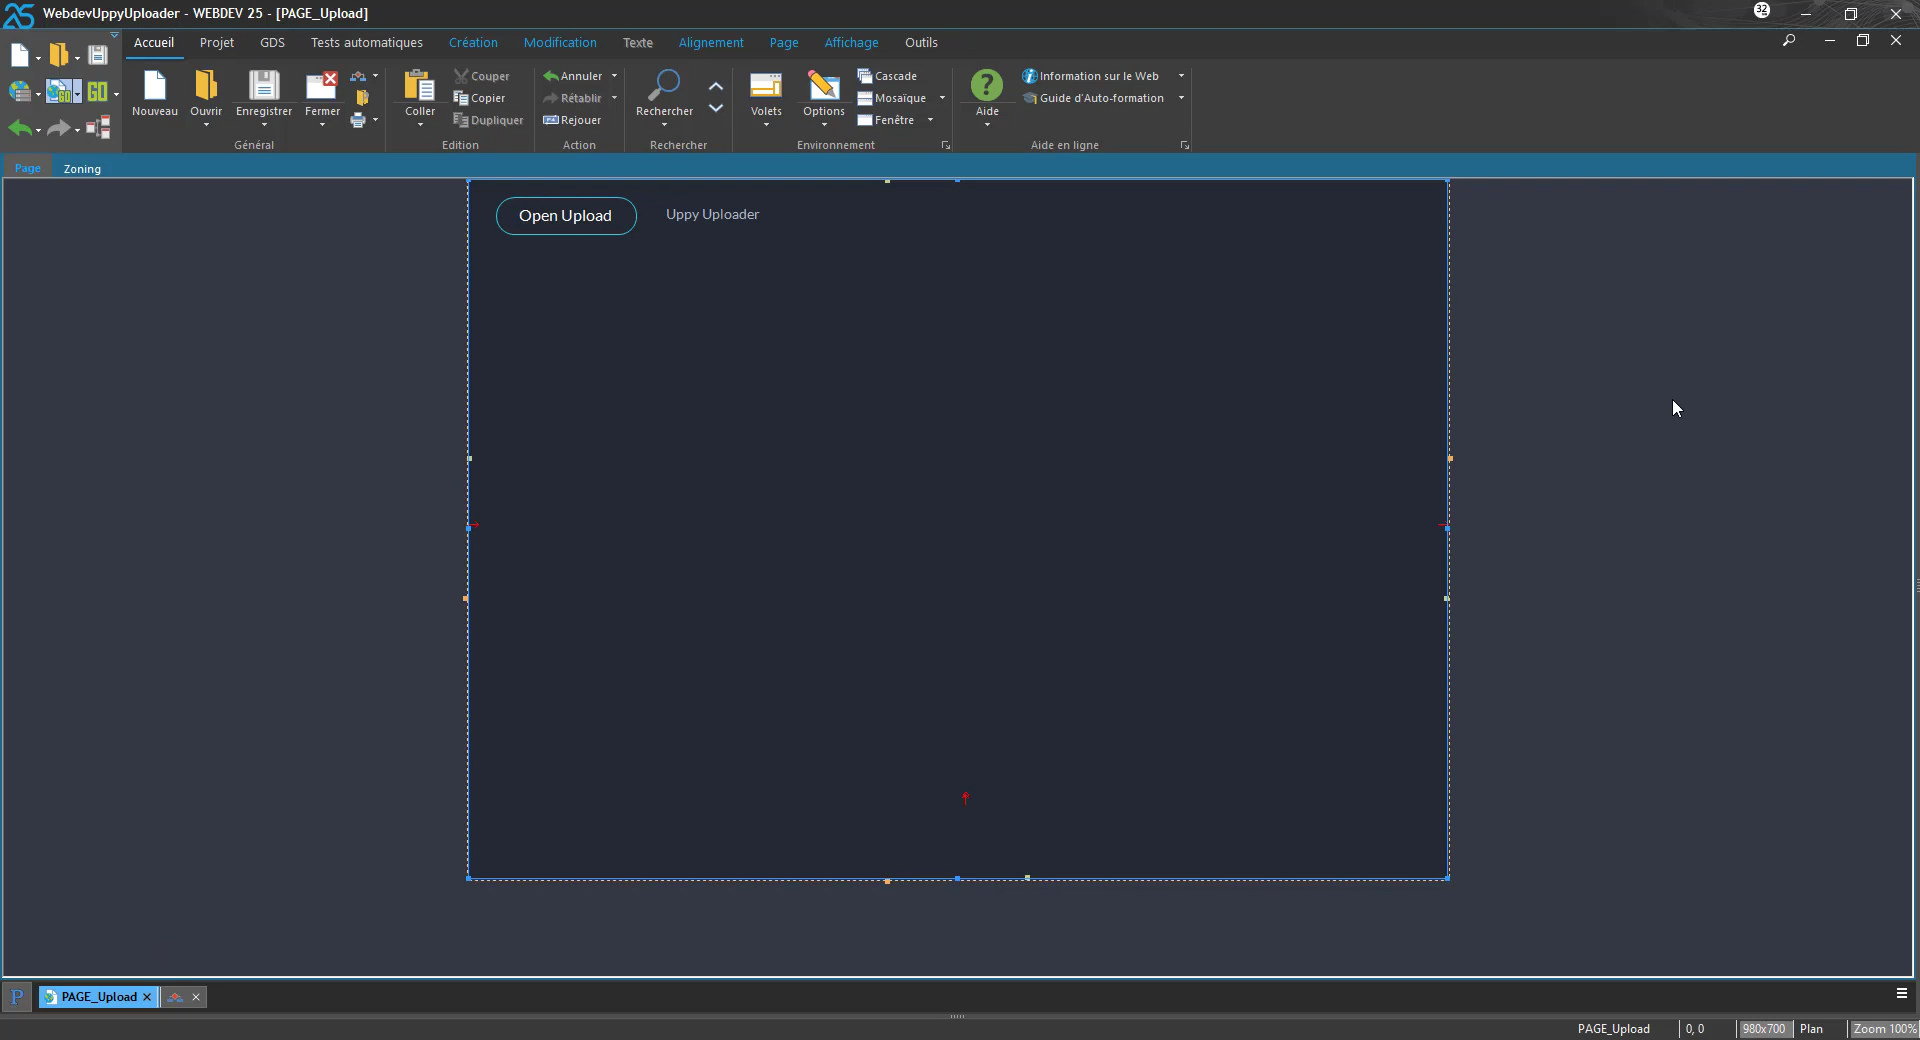 WebdevUppyUploader - WEBDEV 25 - [PAGE_Upload]
32
Accueil Projet GDS Tests automatiques Création Modification Texte Alignement Page Affichage Outils
Nouveau Ouvrir Enregistrer Fermer
Général
Coller Couper Copier Dupliquer
Edition
Annuler Rétablir Rejouer
Action
Rechercher
Rechercher
Volets Options Cascade Mosaïque Fenêtre
Environnement
Aide Information sur le Web Guide d'Auto-formation
Aide en ligne
GO GO
Page Zoning
Open Upload Uppy Uploader
P PAGE_Upload
PAGE_Upload 0, 0 980x700 Plan Zoom 100%